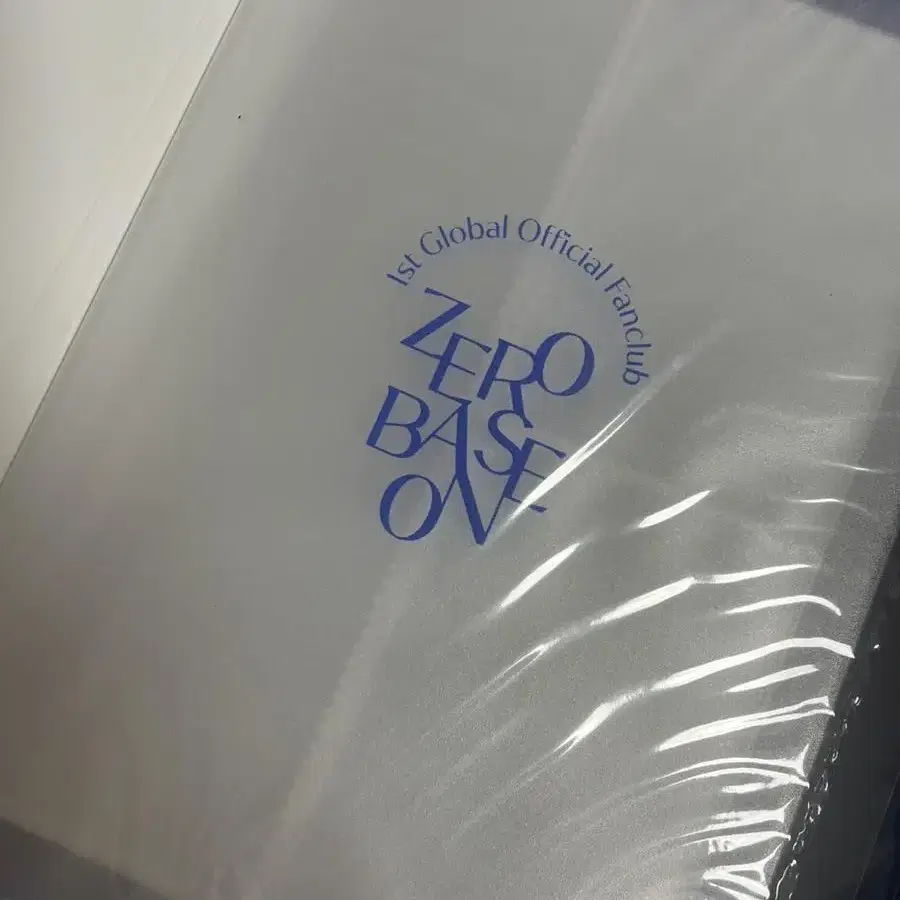 1st Global Official Fanclub
ZERO
BASE
ONE